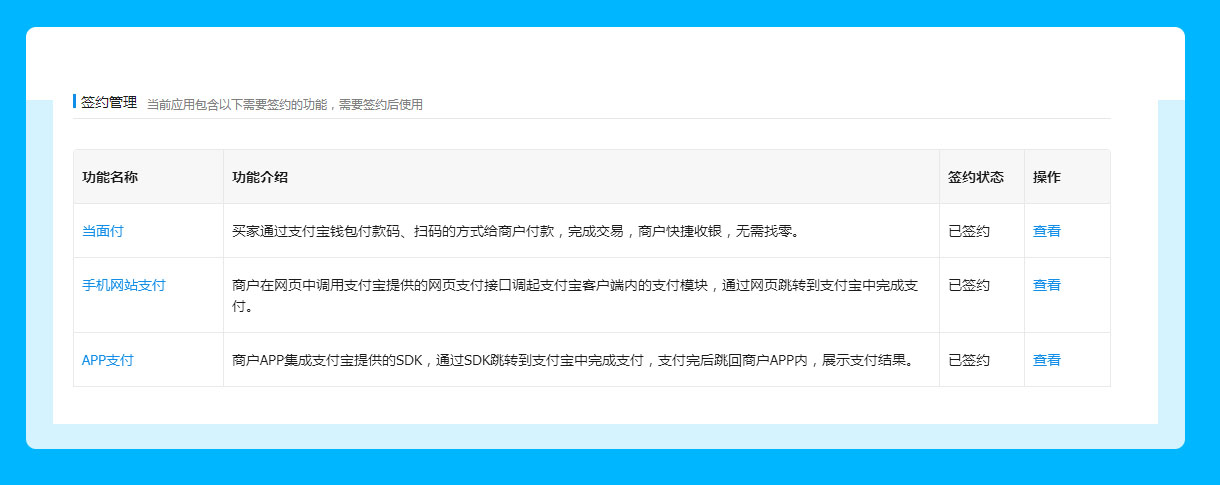 签约管理 当前应用包含以下需要签约的功能，需要签约后使用
功能名称 功能介绍 签约状态 操作
当面付 买家通过支付宝钱包付款码、扫码的方式给商户付款，完成交易，商户快捷收银，无需找零。 已签约 查看
手机网站支付 商户在网页中调用支付宝提供的网页支付接口调起支付宝客户端内的支付模块，通过网页跳转到支付宝中完成支 已签约 查看
付。
APP支付 商户APP集成支付宝提供的SDK，通过SDK跳转到支付宝中完成支付，支付完后跳回商户APP内，展示支付结果。 已签约 查看